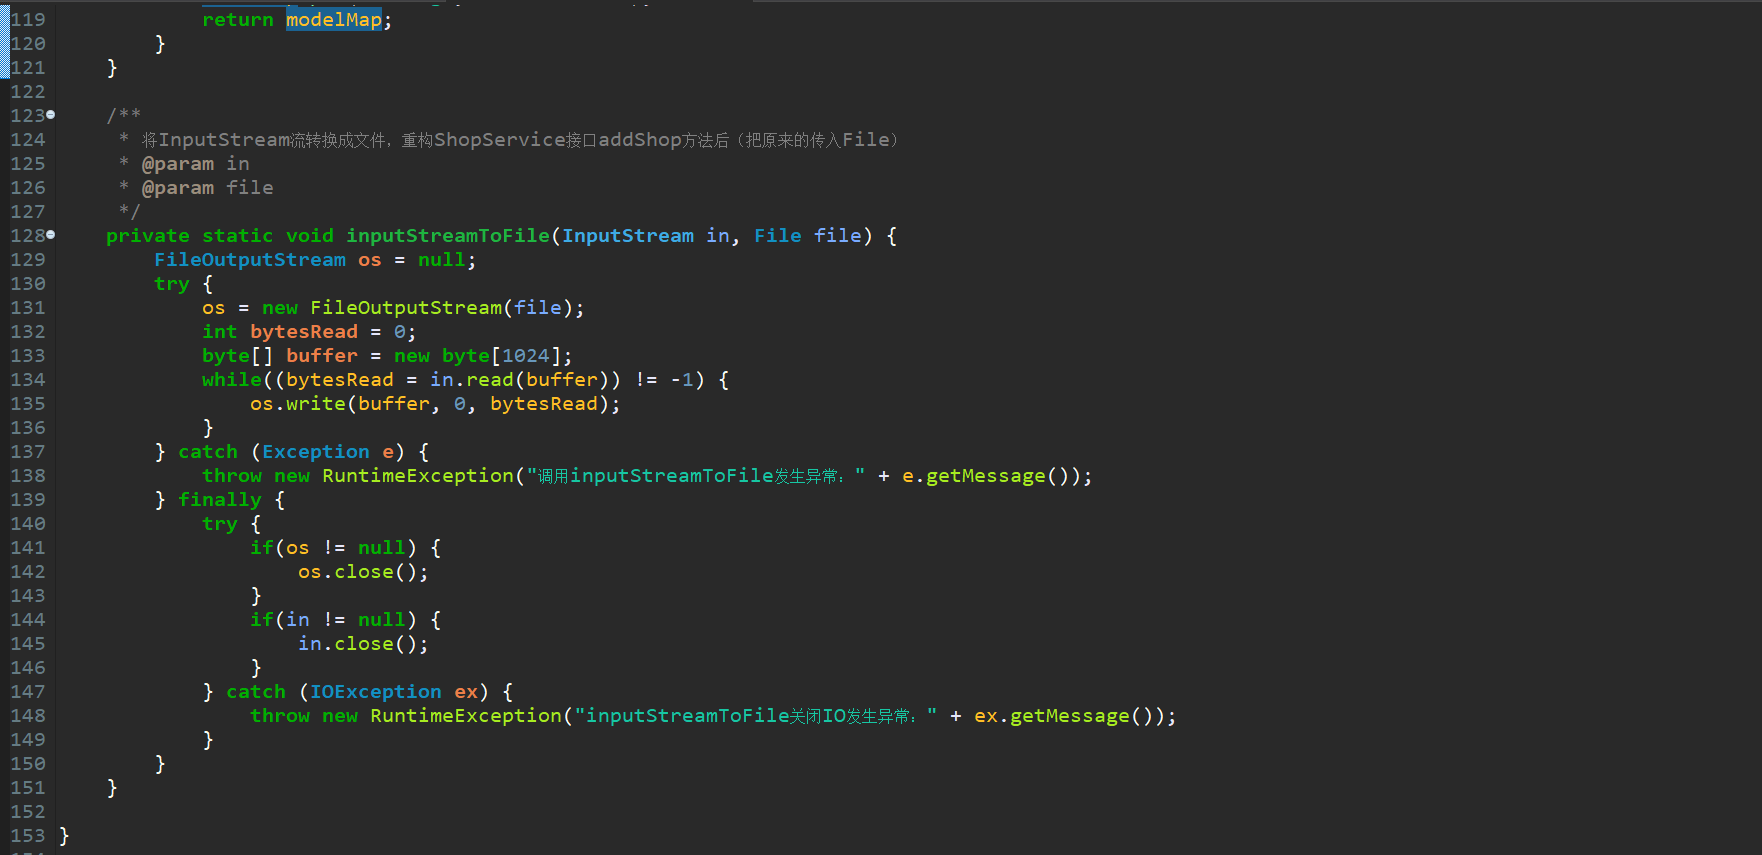 119 return modelMap;
120 }
121 }
122
123 /**
124 * 将InputStream流转换成文件，重构ShopService接口addShop方法后（把原来的传入File）
125 * @param in
126 * @param file
127 */
128 private static void inputStreamToFile(InputStream in, File file) {
129 FileOutputStream os = null;
130 try {
131 os = new FileOutputStream(file);
132 int bytesRead = 0;
133 byte[] buffer = new byte[1024];
134 while((bytesRead = in.read(buffer)) != -1) {
135 os.write(buffer, 0, bytesRead);
136 }
137 } catch (Exception e) {
138 throw new RuntimeException("调用inputStreamToFile发生异常：" + e.getMessage());
139 } finally {
140 try {
141 if(os != null) {
142 os.close();
143 }
144 if(in != null) {
145 in.close();
146 }
147 } catch (IOException ex) {
148 throw new RuntimeException("inputStreamToFile关闭IO发生异常：" + ex.getMessage());
149 }
150 }
151 }
152
153 }